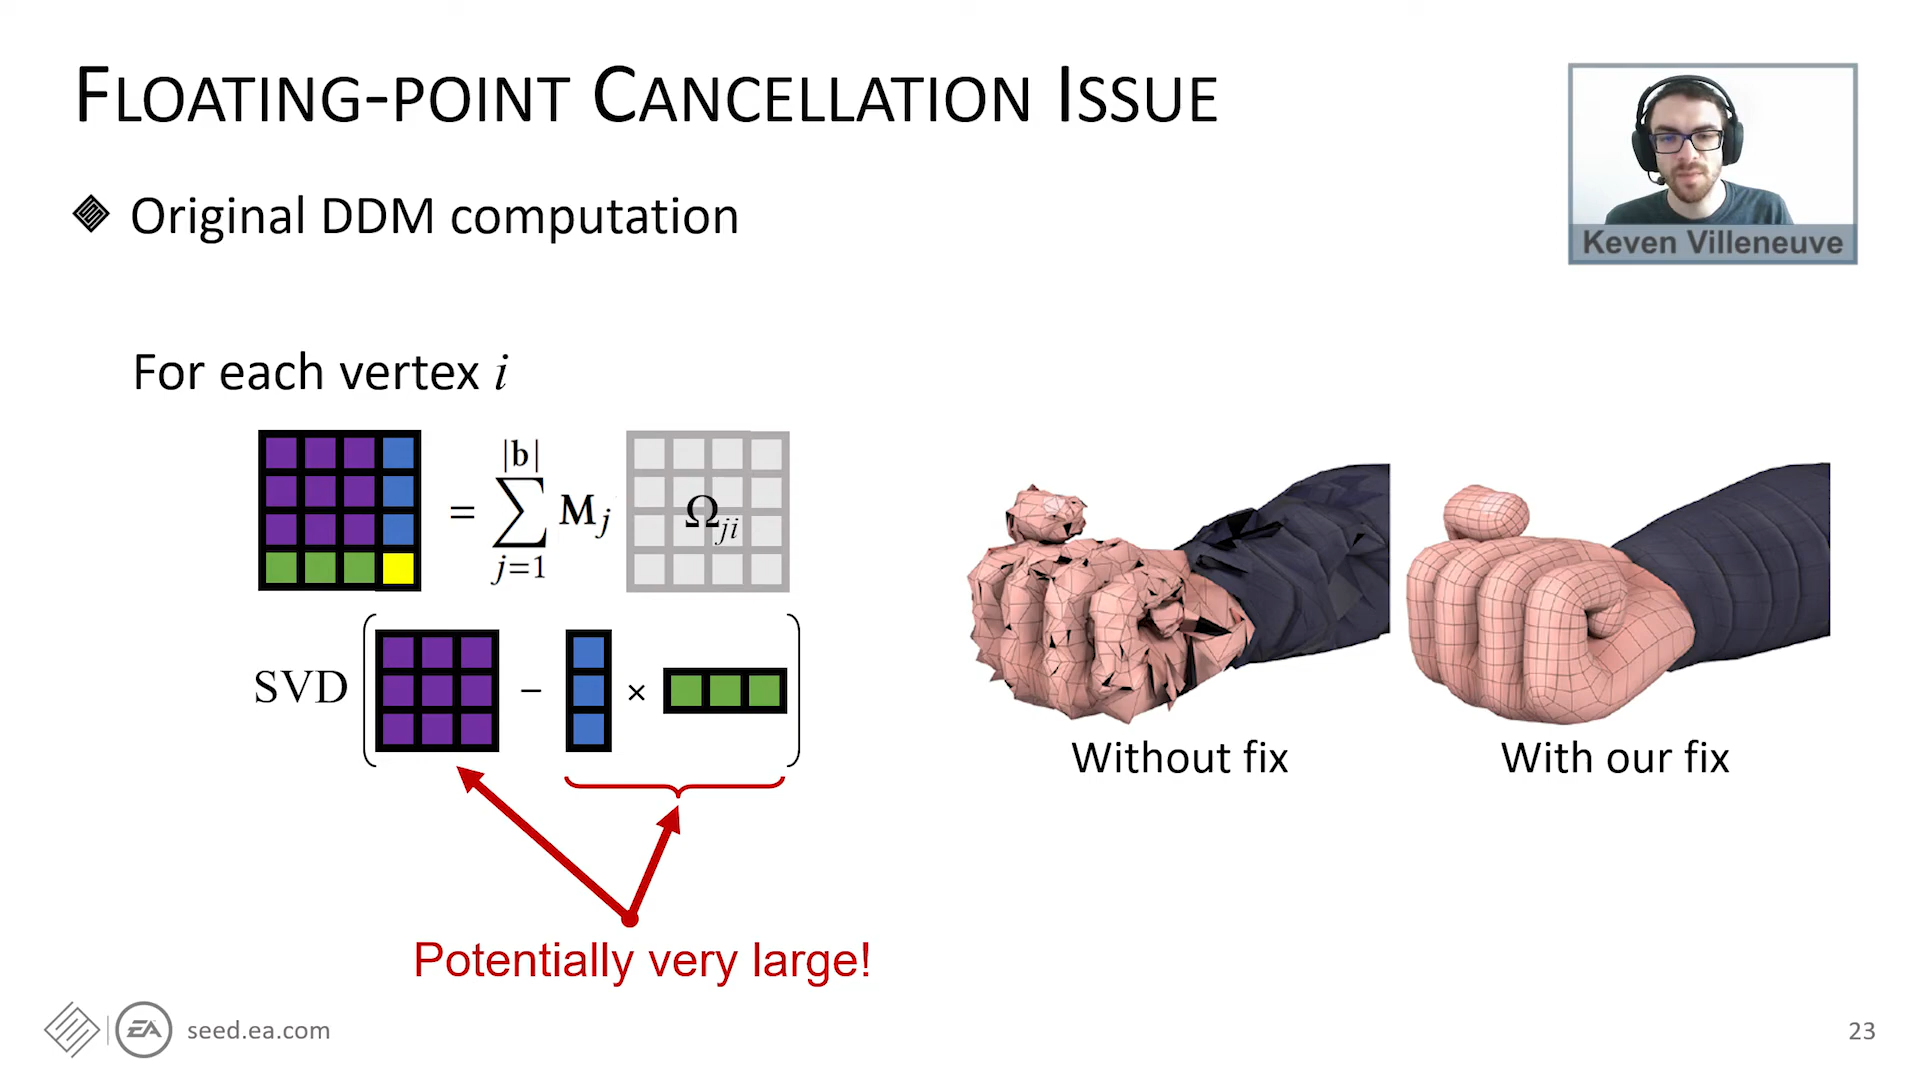 FLOATING-POINT CANCELLATION ISSUE
Keven Villeneuve
Original DDM computation
For each vertex i
= ∑ |b| j=1 Mj Ωji
SVD ( − × )
Without fix
With our fix
Potentially very large!
EA
seed.ea.com
23